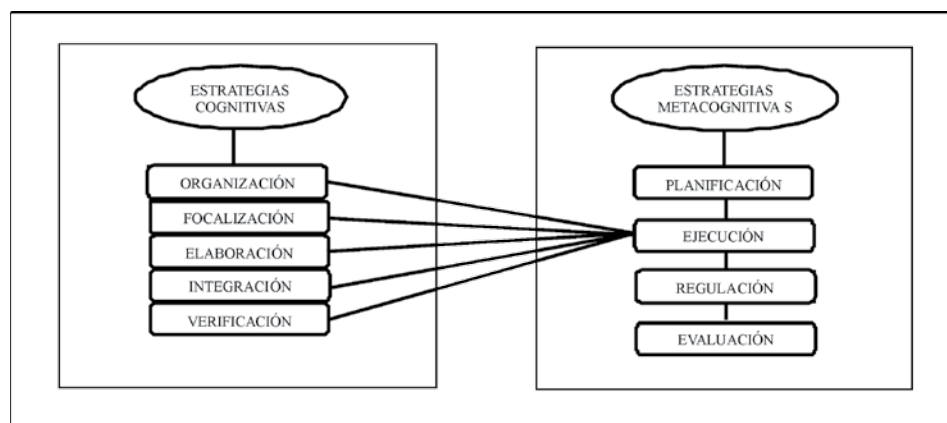 ESTRATEGIAS
COGNITIVAS
ORGANIZACIÓN
FOCALIZACIÓN
ELABORACIÓN
INTEGRACIÓN
VERIFICACIÓN
ESTRATEGIAS
METACOGNITIVA S
PLANIFICACIÓN
EJECUCIÓN
REGULACIÓN
EVALUACIÓN